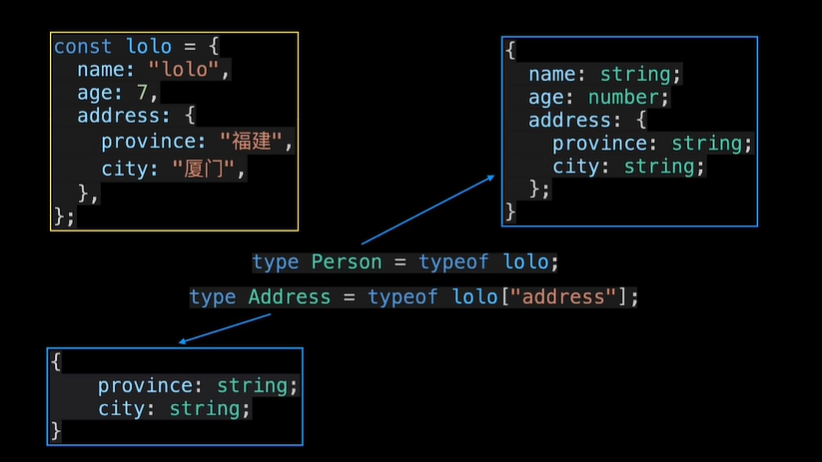 const lolo = {
  name: "lolo",
  age: 7,
  address: {
    province: "福建",
    city: "厦门",
  },
};
{
  name: string;
  age: number;
  address: {
    province: string;
    city: string;
  };
}
type Person = typeof lolo;
type Address = typeof lolo["address"];
{
    province: string;
    city: string;
}